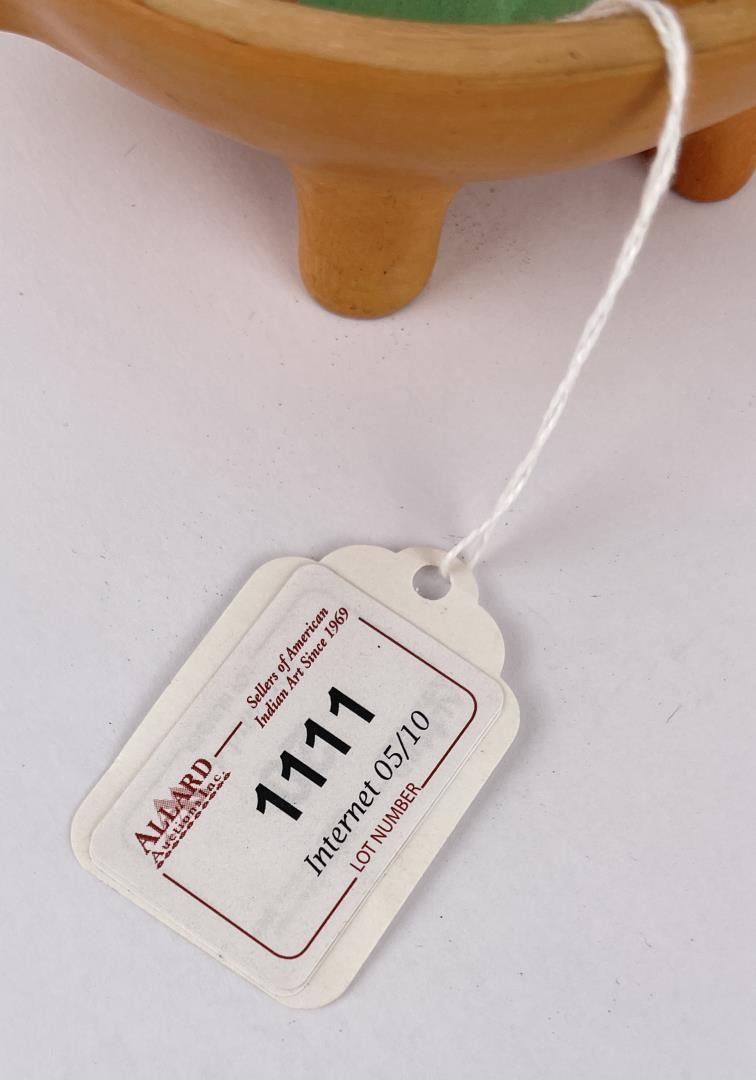 ALLARD
Auctions Inc.
Sellers of American
Indian Art Since 1969
1111
Internet 05/10
LOT NUMBER